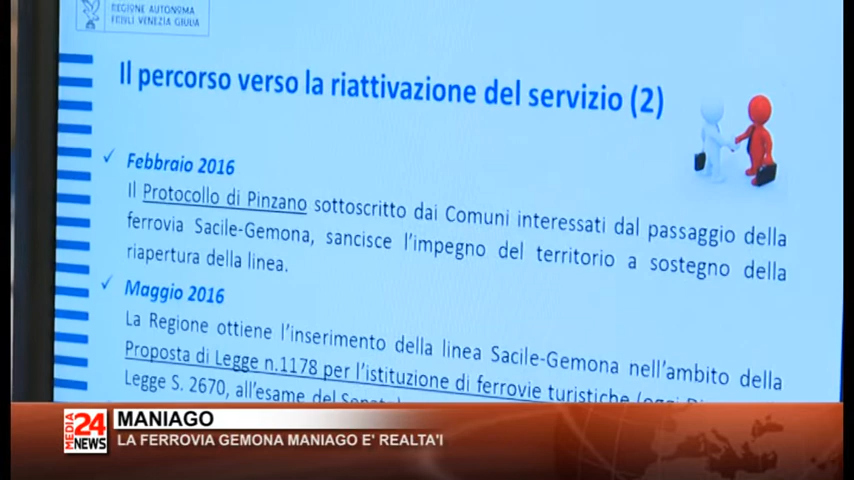 REGIONE AUTONOMA
FRIULI VENEZIA GIULIA
Il percorso verso la riattivazione del servizio (2)
✓ Febbraio 2016
Il Protocollo di Pinzano sottoscritto dai Comuni interessati dal passaggio della
ferrovia Sacile-Gemona, sancisce l'impegno del territorio a sostegno della
riapertura della linea.
✓ Maggio 2016
La Regione ottiene l'inserimento della linea Sacile-Gemona nell'ambito della
Proposta di Legge n.1178 per l'istituzione di ferrovie turistiche (oggi
Legge S. 2670, all'esame del
MEDIA 24 NEWS
MANIAGO
LA FERROVIA GEMONA MANIAGO E' REALTA'I